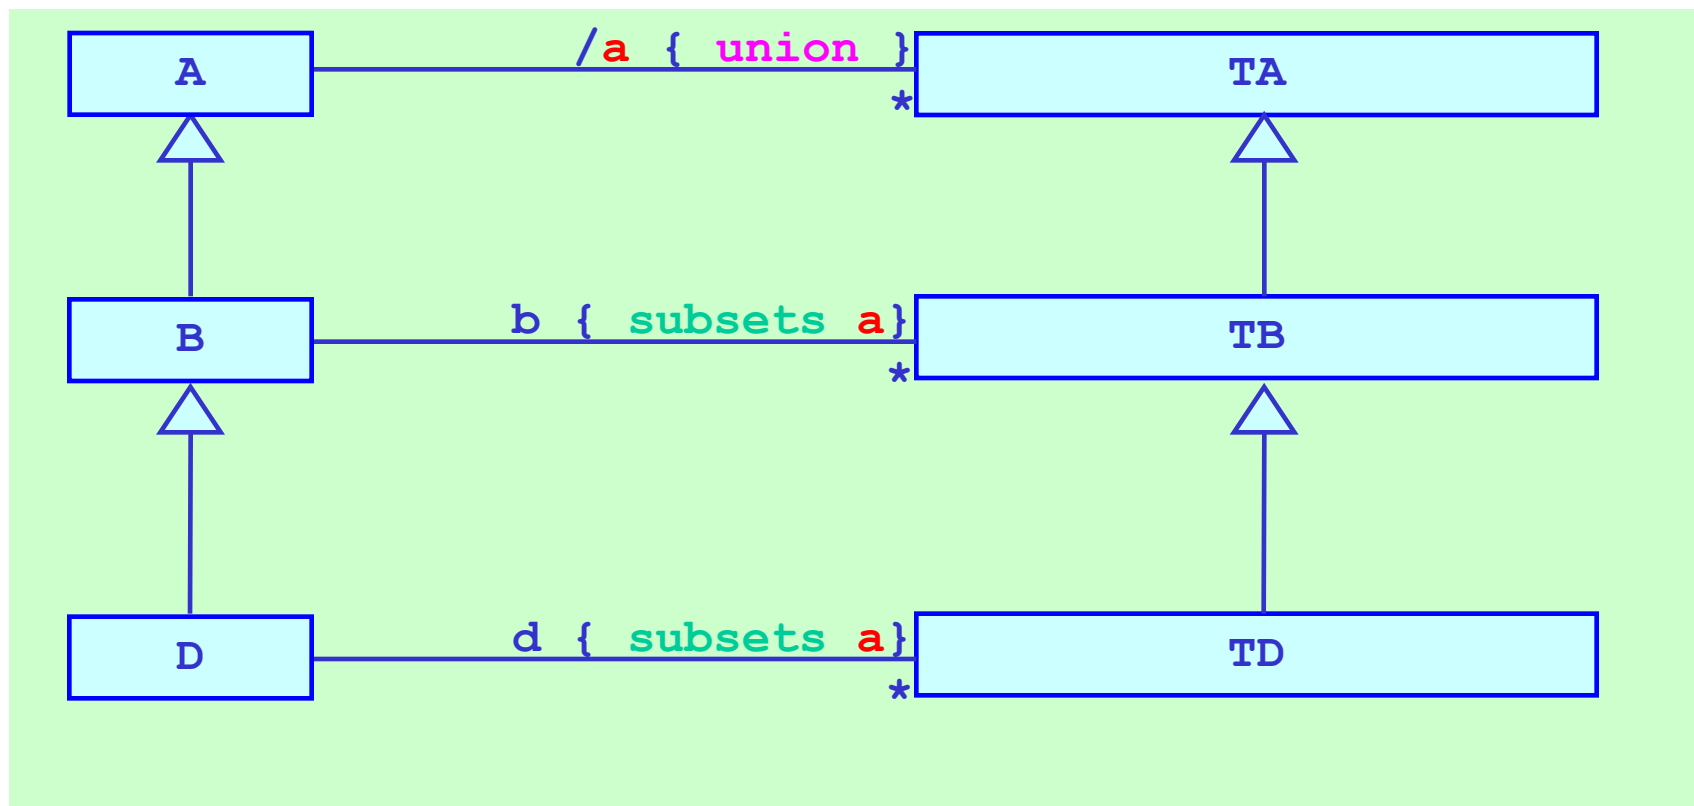 A /a { union } TA
*
B b { subsets a} TB
*
D d { subsets a} TD
*